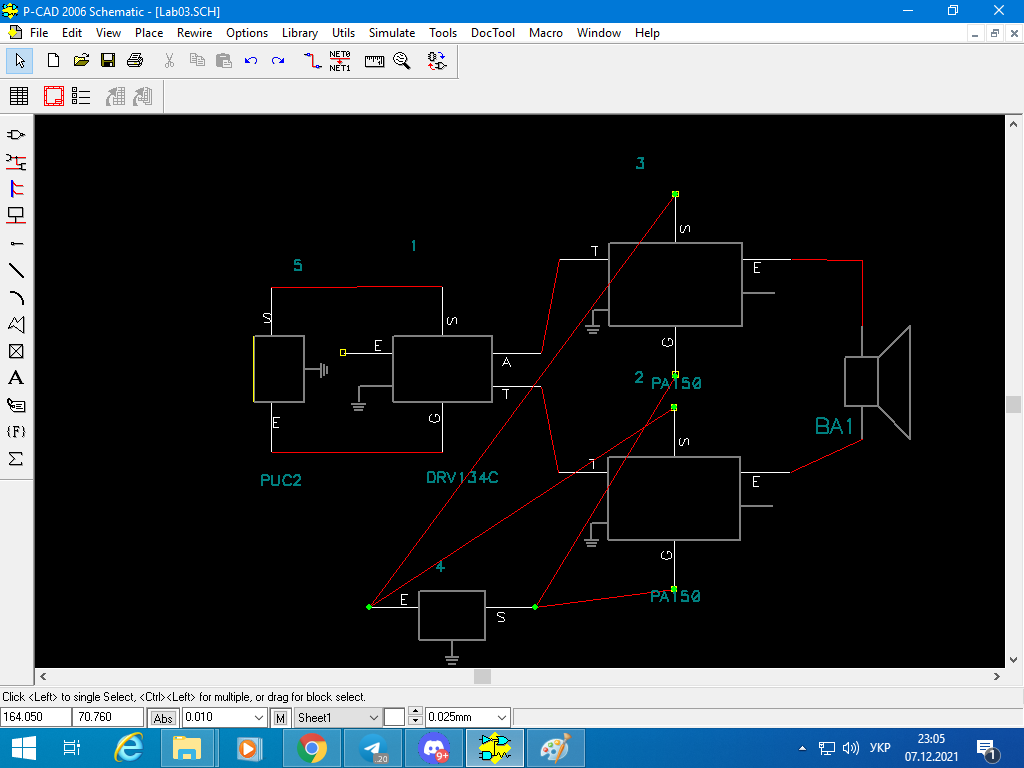 P-CAD 2006 Schematic - [Lab03.SCH]
File Edit View Place Rewire Options Library Utils Simulate Tools DocTool Macro Window Help
NET0
NET1
A
{F}
Σ
3
S
T
E
G
1
5
S
S
E
A
T
G
E
PUC2
DRV134C
2
PA150
S
T
E
G
PA150
BA1
4
E
S
Click <Left> to single Select, <Ctrl><Left> for multiple, or drag for block select.
164.050 70.760 Abs 0.010 M Sheet1 0.025mm
20
9+
УКР
23:05
07.12.2021
1